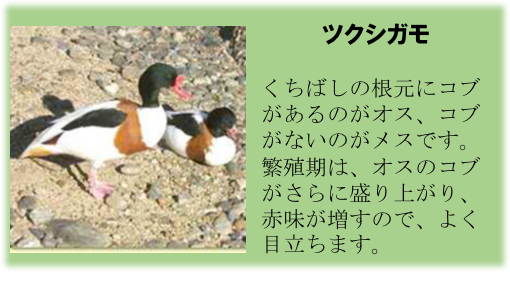 ツクシガモ
くちばしの根元にコブ
があるのがオス、コブ
がないのがメスです。
繁殖期は、オスのコブ
がさらに盛り上がり、
赤味が増すので、よく
目立ちます。